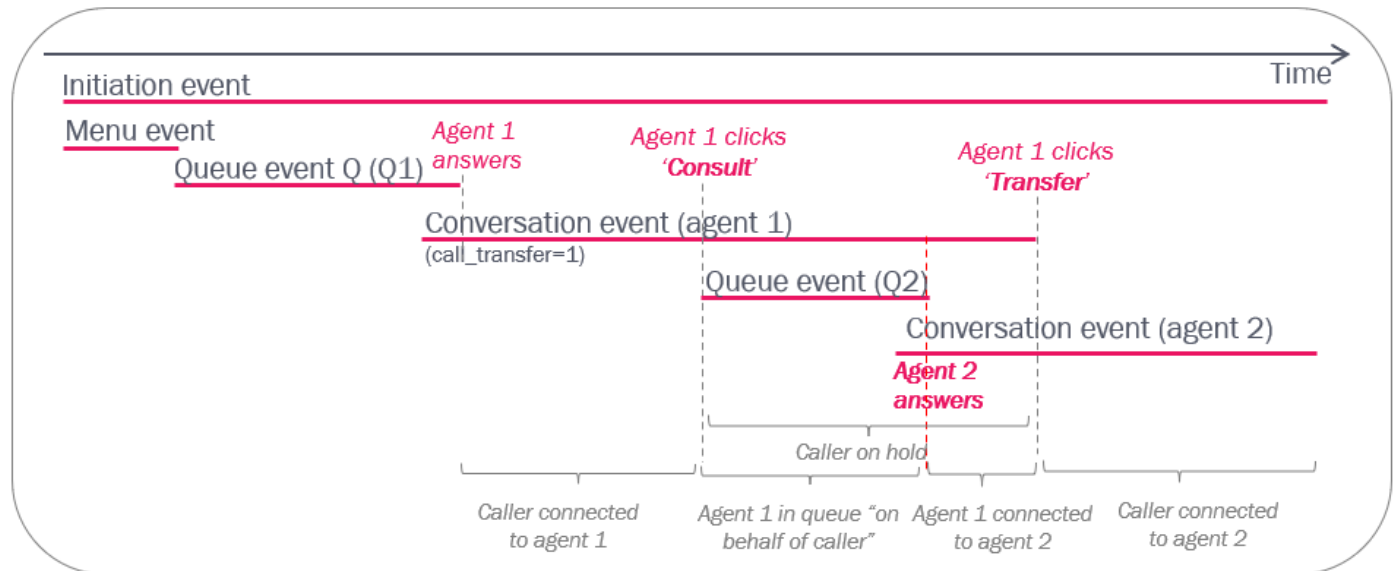 Time
Initiation event
Menu event
Agent 1
answers
Agent 1 clicks
‘Consult’
Agent 1 clicks
‘Transfer’
Queue event Q (Q1)
Conversation event (agent 1)
(call_transfer=1)
Queue event (Q2)
Conversation event (agent 2)
Agent 2
answers
Caller on hold
Caller connected
to agent 1
Agent 1 in queue “on
behalf of caller”
Agent 1 connected
to agent 2
Caller connected
to agent 2